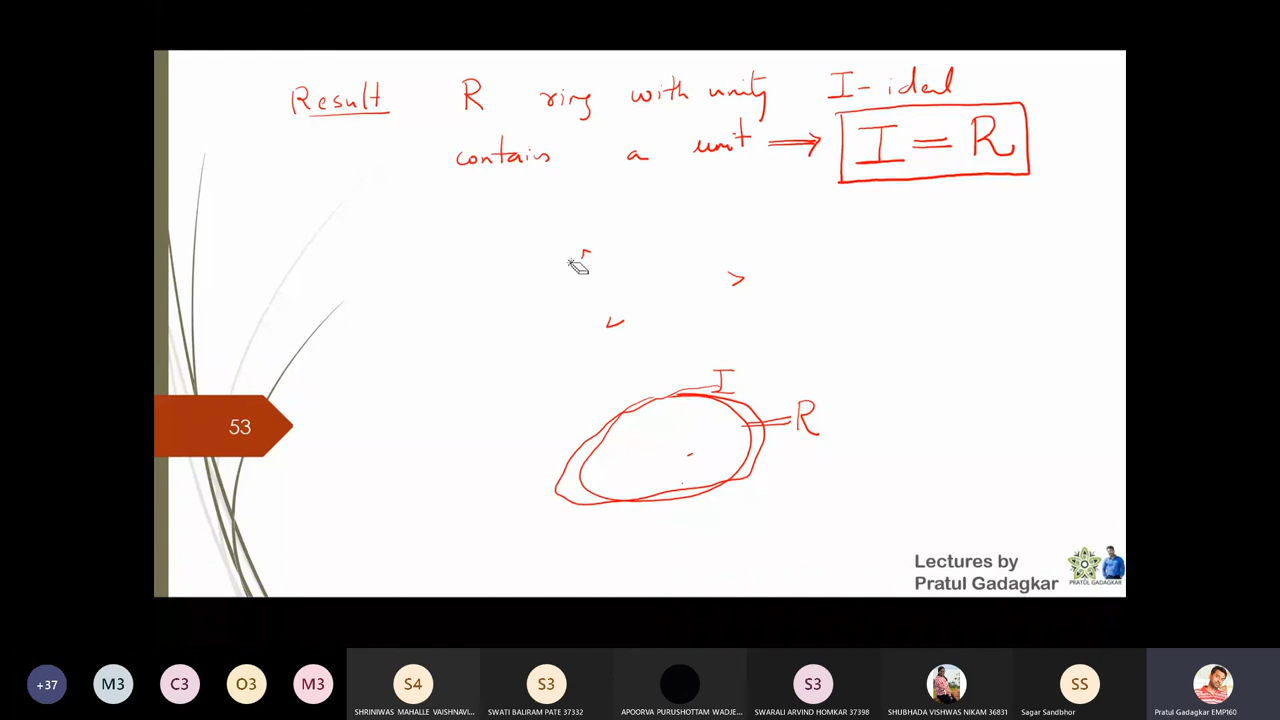 Result R ring with unity I - ideal
contains a unit ⟹ I = R
I
R
53
Lectures by
Pratul Gadagkar
PRATUL GADAGKAR
+37 M3 C3 O3 M3 S4 S3 S3 SS
SHRINIWAS MAHALLE VAISHNAVI... SWATI BALIRAM PATE 37332 APOORVA PURUSHOTTAM WADJE... SWARALI ARVIND HOMKAR 37398 SHUBHADA VISHWAS NIKAM 36831 Sagar Sandbhor Pratul Gadagkar EMP160